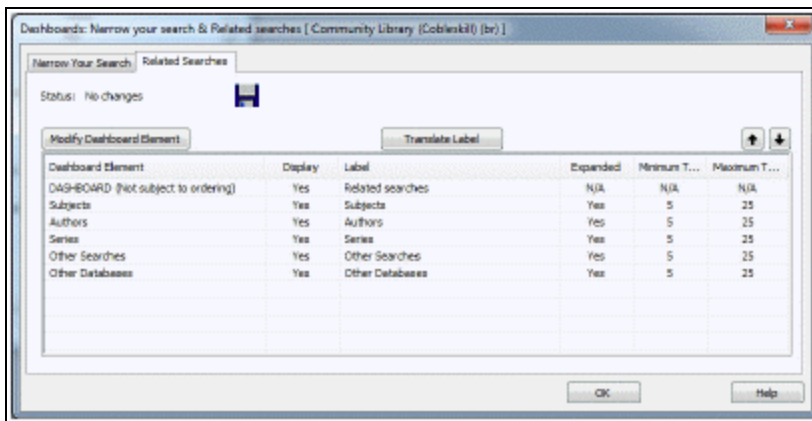 Dashboards: Narrow your search & Related searches [ Community Library (Cobleskill) (br) ]
Narrow Your Search Related Searches
Status: No changes
Modify Dashboard Element Translate Label
Dashboard Element Display Label Expanded Minimum T... Maximum T...
DASHBOARD (Not subject to ordering) Yes Related searches N/A N/A N/A
Subjects Yes Subjects Yes 5 25
Authors Yes Authors Yes 5 25
Series Yes Series Yes 5 25
Other Searches Yes Other Searches Yes 5 25
Other Databases Yes Other Databases Yes 5 25
OK Help